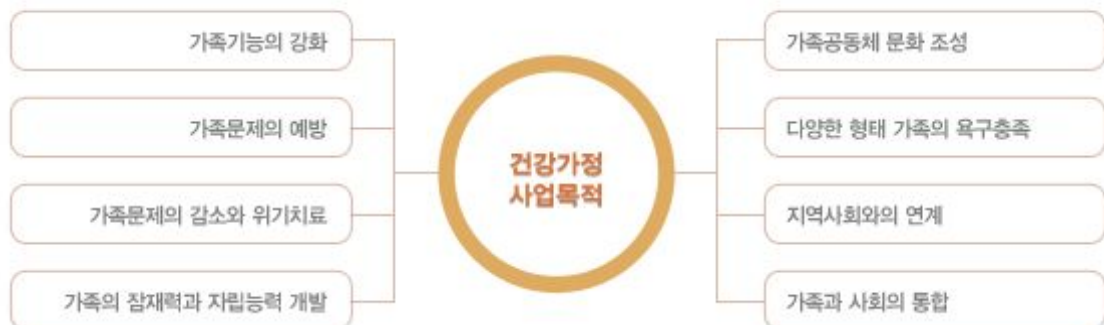 가족기능의 강화
가족문제의 예방
가족문제의 감소와 위기치료
가족의 잠재력과 자립능력 개발
건강가정
사업목적
가족공동체 문화 조성
다양한 형태 가족의 욕구충족
지역사회와의 연계
가족과 사회의 통합